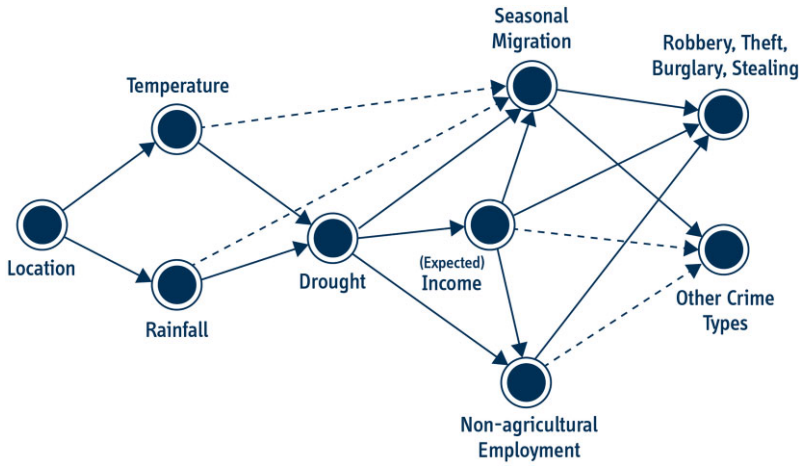 Seasonal
Migration
Robbery, Theft,
Burglary, Stealing
Temperature
Location
Rainfall
Drought
(Expected)
Income
Other Crime
Types
Non-agricultural
Employment